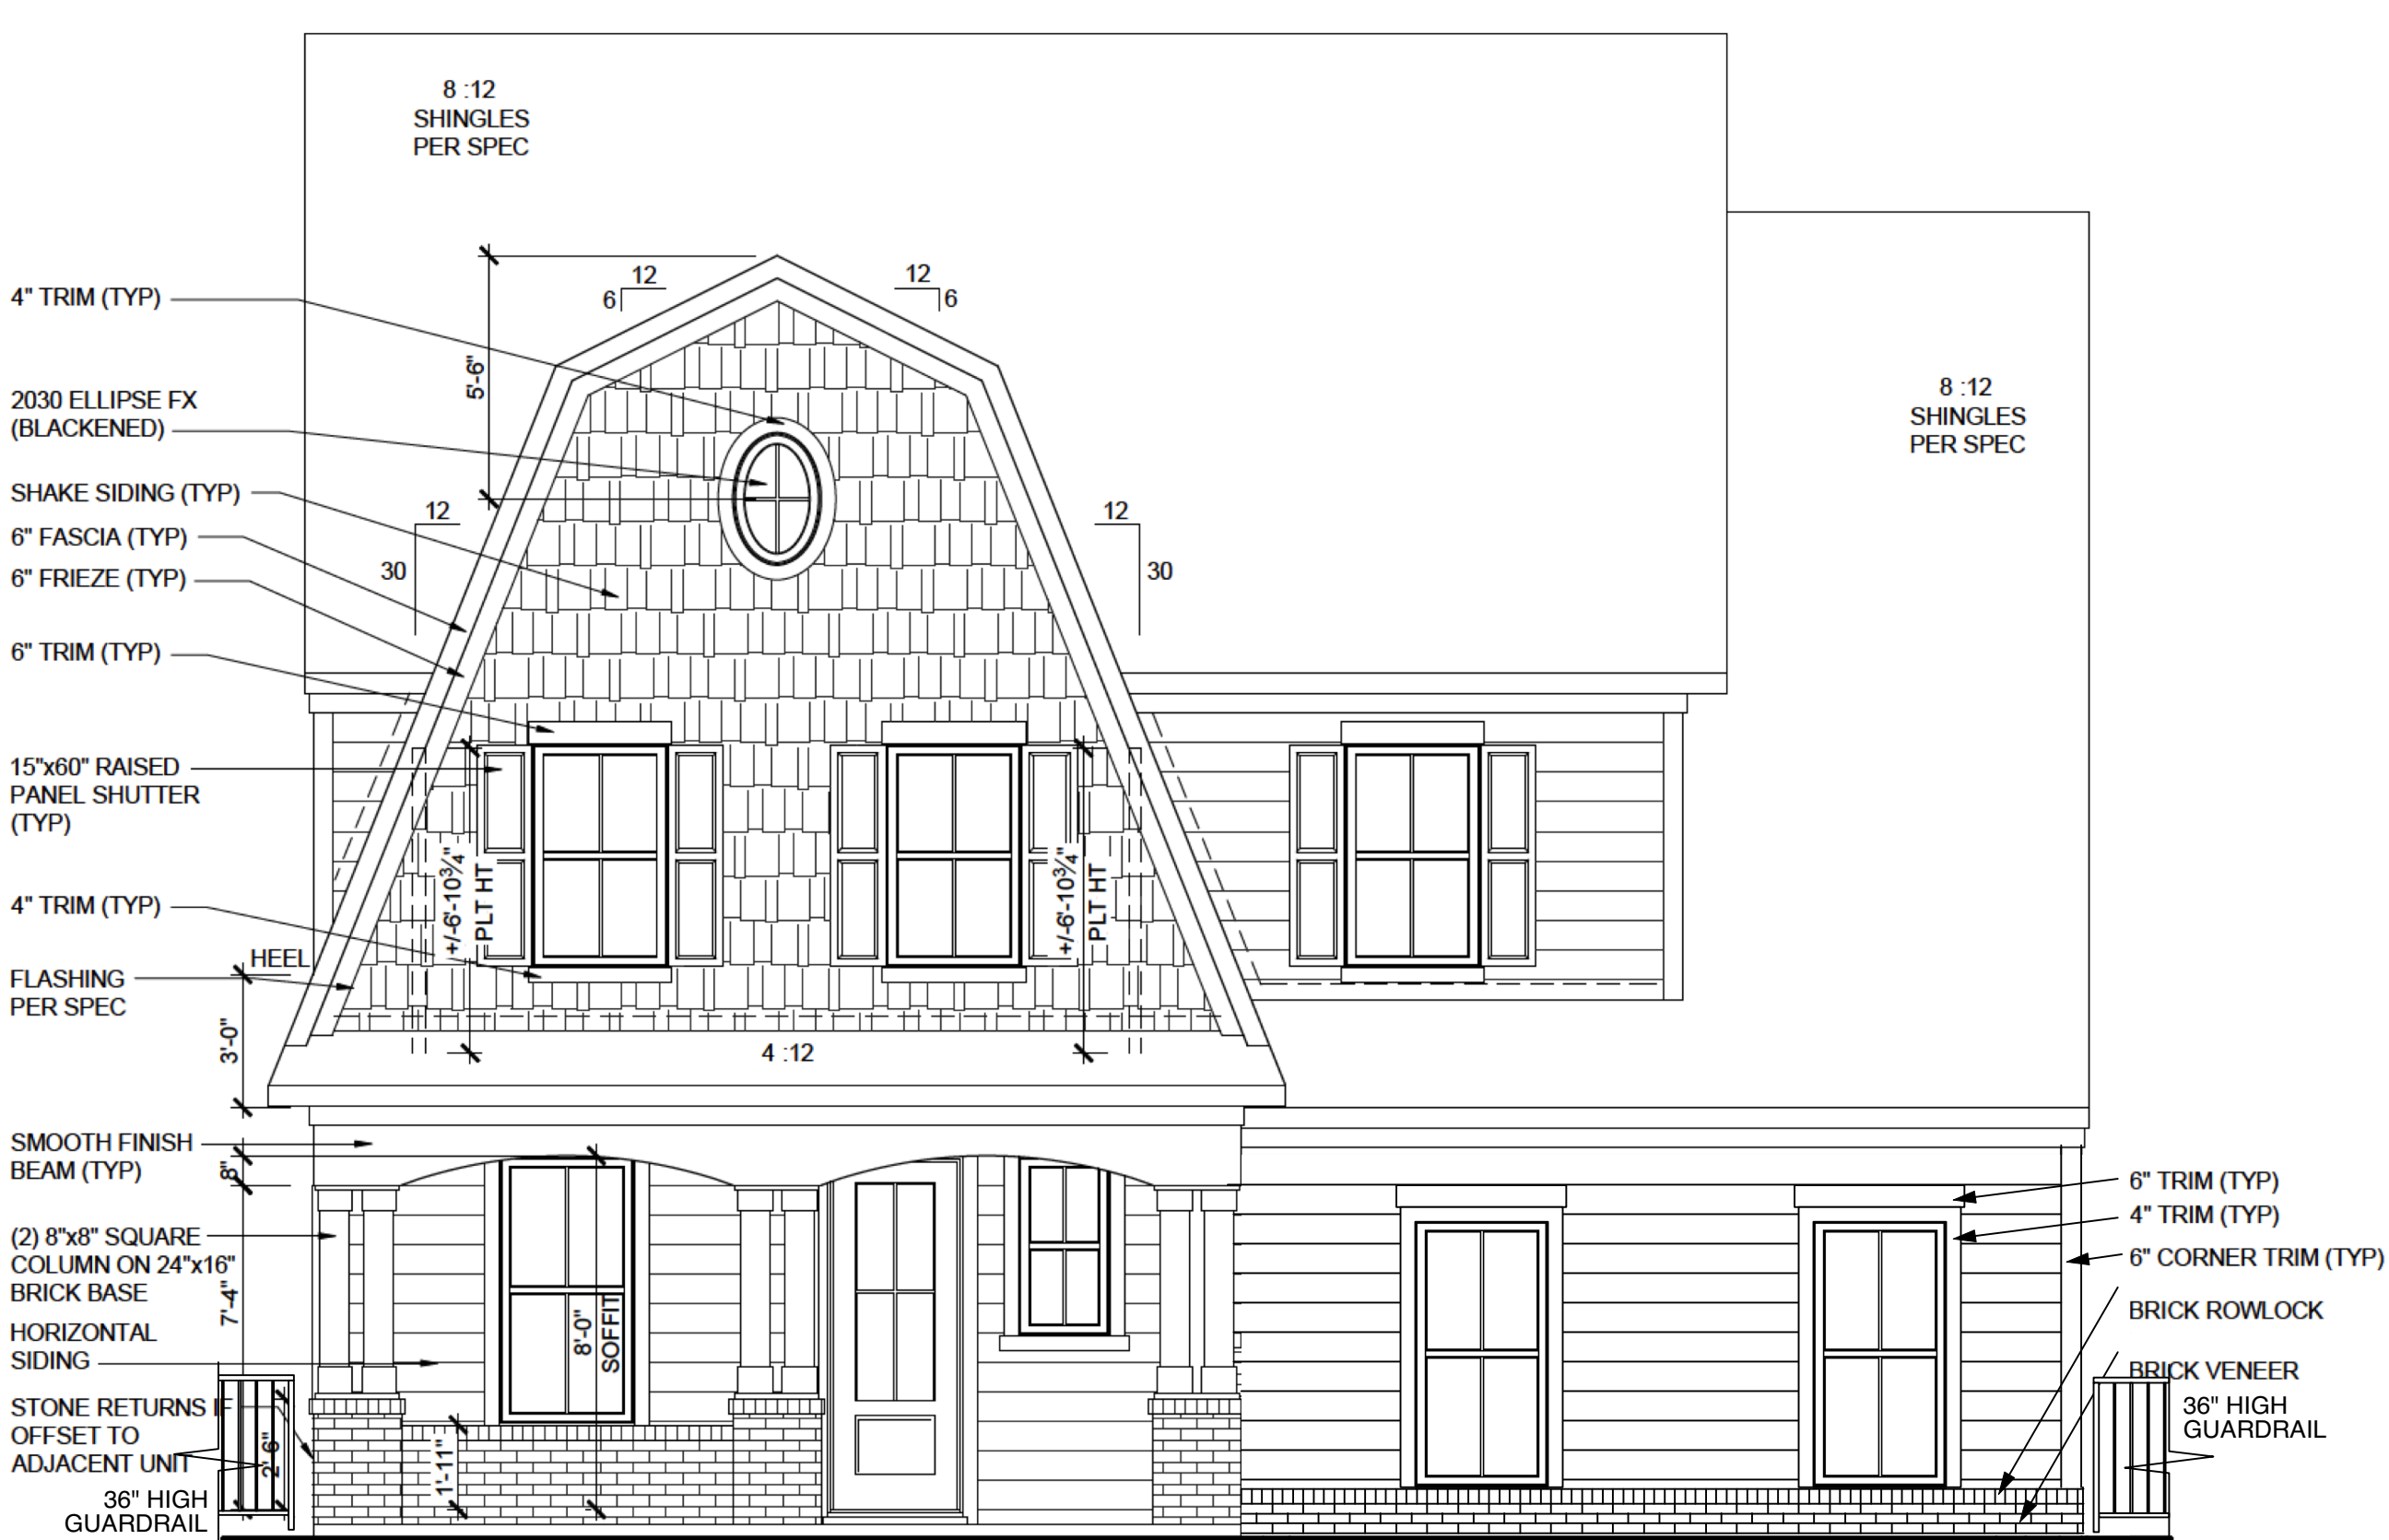 8 :12
SHINGLES
PER SPEC
12
6
12
6
4" TRIM (TYP)
5'-6"
2030 ELLIPSE FX
(BLACKENED)
8 :12
SHINGLES
PER SPEC
SHAKE SIDING (TYP)
12
30
12
30
6" FASCIA (TYP)
6" FRIEZE (TYP)
6" TRIM (TYP)
15"x60" RAISED
PANEL SHUTTER
(TYP)
+/-6'-10¾"
PLT HT
+/-6'-10¾"
PLT HT
4" TRIM (TYP)
HEEL
FLASHING
PER SPEC
3'-0"
4 :12
SMOOTH FINISH
BEAM (TYP)
8"
(2) 8"x8" SQUARE
COLUMN ON 24"x16"
BRICK BASE
7'-4"
HORIZONTAL
SIDING
8'-0"
SOFFIT
STONE RETURNS IF
OFFSET TO
ADJACENT UNIT
2'-6"
1'-11"
36" HIGH
GUARDRAIL
6" TRIM (TYP)
4" TRIM (TYP)
6" CORNER TRIM (TYP)
BRICK ROWLOCK
BRICK VENEER
36" HIGH
GUARDRAIL